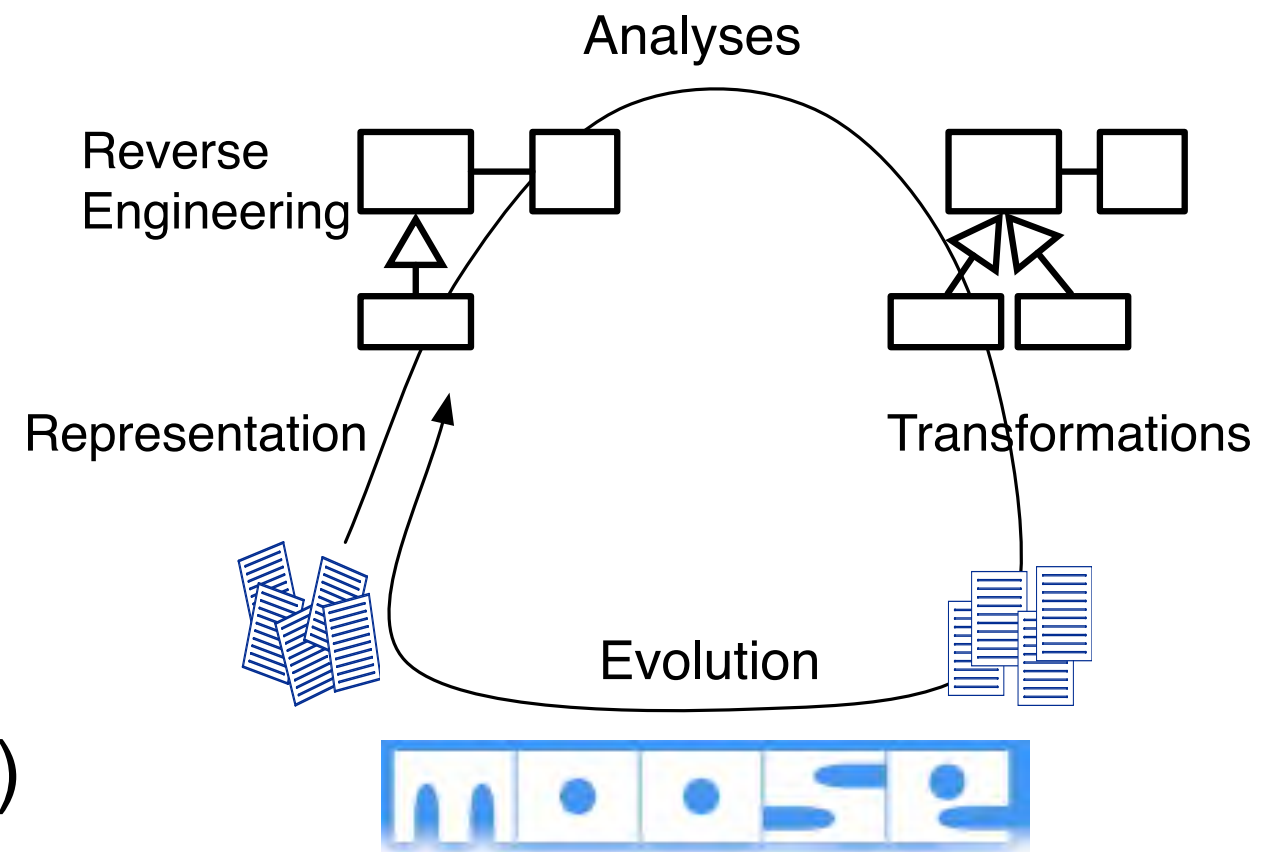 Analyses
Reverse
Engineering
Representation
Transformations
Evolution
)
moose